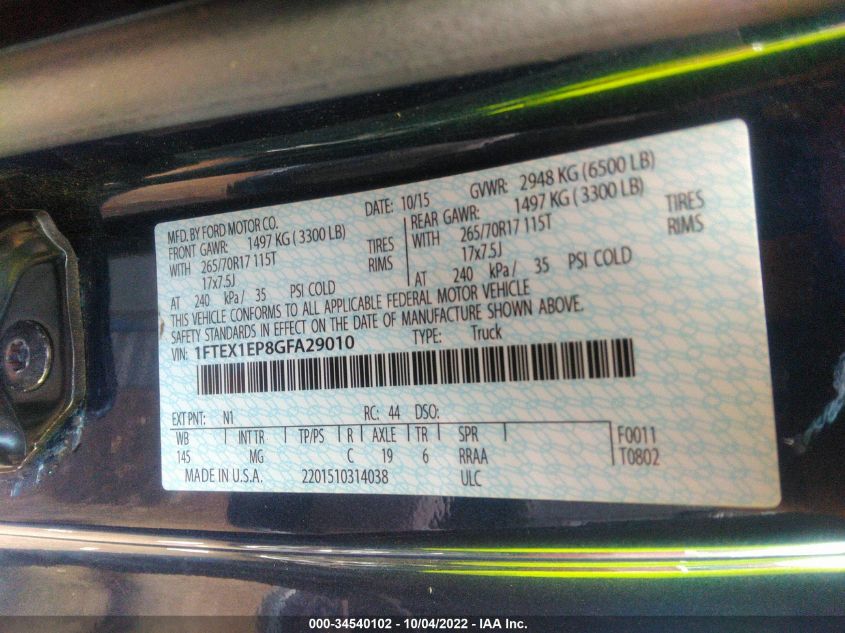 MFD. BY FORD MOTOR CO.
DATE: 10/15
GVWR: 2948 KG (6500 LB)
FRONT GAWR: 1497 KG (3300 LB)
REAR GAWR: 1497 KG (3300 LB)
WITH 265/70R17 115T TIRES
WITH 265/70R17 115T TIRES
17x7.5J RIMS
17x7.5J RIMS
AT 240 kPa/ 35 PSI COLD
AT 240 kPa/ 35 PSI COLD
THIS VEHICLE CONFORMS TO ALL APPLICABLE FEDERAL MOTOR VEHICLE
SAFETY STANDARDS IN EFFECT ON THE DATE OF MANUFACTURE SHOWN ABOVE.
VIN: 1FTEX1EP8GFA29010 TYPE: Truck
EXT PNT: N1 RC: 44 DSO:
WB INT TR TP/PS R AXLE TR SPR F0011
145 MG C 19 6 RRAA T0802
MADE IN U.S.A. 2201510314038 ULC
000-34540102 - 10/04/2022 - IAA Inc.